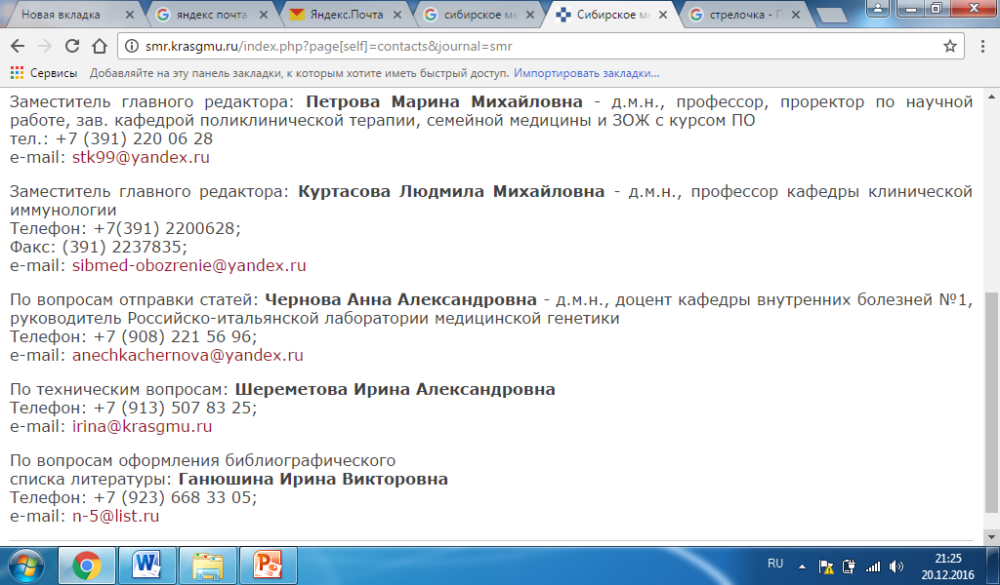 Новая вкладка
яндекс почта
Яндекс.Почта
сибирское ме
Сибирское м
стрелочка - П
smr.krasgmu.ru/index.php?page[self]=contacts&journal=smr
Сервисы Добавляйте на эту панель закладки, к которым хотите иметь быстрый доступ. Импортировать закладки...
Заместитель главного редактора: Петрова Марина Михайловна - д.м.н., профессор, проректор по научной
работе, зав. кафедрой поликлинической терапии, семейной медицины и ЗОЖ с курсом ПО
тел.: +7 (391) 220 06 28
e-mail: stk99@yandex.ru
Заместитель главного редактора: Куртасова Людмила Михайловна - д.м.н., профессор кафедры клинической
иммунологии
Телефон: +7(391) 2200628;
Факс: (391) 2237835;
e-mail: sibmed-obozrenie@yandex.ru
По вопросам отправки статей: Чернова Анна Александровна - д.м.н., доцент кафедры внутренних болезней №1,
руководитель Российско-итальянской лаборатории медицинской генетики
Телефон: +7 (908) 221 56 96;
e-mail: anechkachernova@yandex.ru
По техническим вопросам: Шереметова Ирина Александровна
Телефон: +7 (913) 507 83 25;
e-mail: irina@krasgmu.ru
По вопросам оформления библиографического
списка литературы: Ганюшина Ирина Викторовна
Телефон: +7 (923) 668 33 05;
e-mail: n-5@list.ru
RU
21:25
20.12.2016